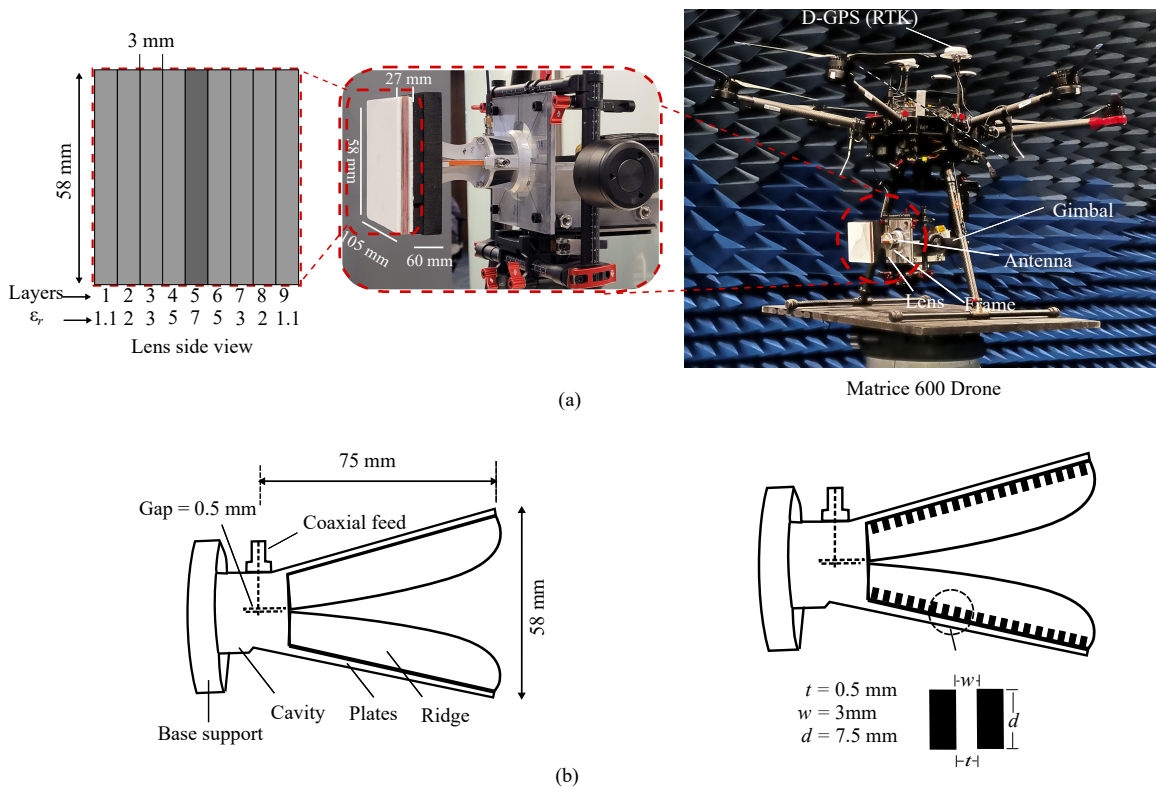 (a)
3 mm
58 mm
Layers 1 2 3 4 5 6 7 8 9
εr 1.1 2 3 5 7 5 3 2 1.1
Lens side view
27 mm
58 mm
105 mm
60 mm
D-GPS (RTK)
Gimbal
Antenna
Lens
Frame
Matrice 600 Drone
(a)
75 mm
Gap = 0.5 mm
Coaxial feed
58 mm
Cavity
Plates
Ridge
Base support
t = 0.5 mm
w = 3mm
d = 7.5 mm
w
d
t
(b)